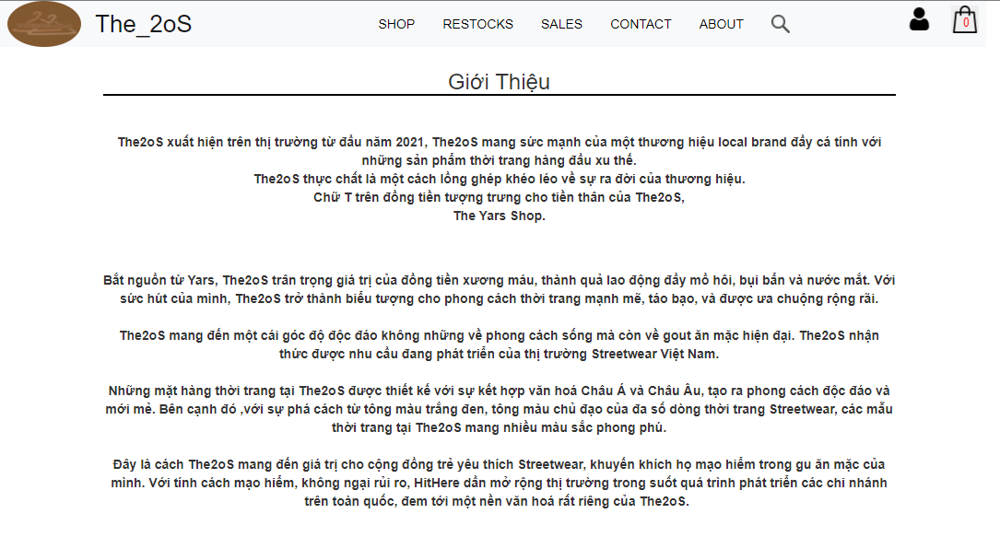 The_2oS
SHOP RESTOCKS SALES CONTACT ABOUT
0
Giới Thiệu
The2oS xuất hiện trên thị trường từ đầu năm 2021, The2oS mang sức mạnh của một thương hiệu local brand đầy cá tính với
những sản phẩm thời trang hàng đầu xu thế.
The2oS thực chất là một cách lồng ghép khéo léo về sự ra đời của thương hiệu.
Chữ T trên đồng tiền tượng trưng cho tiền thân của The2oS,
The Yars Shop.
Bắt nguồn từ Yars, The2oS trân trọng giá trị của đồng tiền xương máu, thành quả lao động đầy mồ hôi, bụi bẩn và nước mắt. Với
sức hút của mình, The2oS trở thành biểu tượng cho phong cách thời trang mạnh mẽ, táo bạo, và được ưa chuộng rộng rãi.
The2oS mang đến một cái góc độ độc đáo không những về phong cách sống mà còn về gout ăn mặc hiện đại. The2oS nhận
thức được nhu cầu đang phát triển của thị trường Streetwear Việt Nam.
Những mặt hàng thời trang tại The2oS được thiết kế với sự kết hợp văn hoá Châu Á và Châu Âu, tạo ra phong cách độc đáo và
mới mẻ. Bên cạnh đó ,với sự phá cách từ tông màu trắng đen, tông màu chủ đạo của đa số dòng thời trang Streetwear, các mẫu
thời trang tại The2oS mang nhiều màu sắc phong phú.
Đây là cách The2oS mang đến giá trị cho cộng đồng trẻ yêu thích Streetwear, khuyến khích họ mạo hiểm trong gu ăn mặc của
mình. Với tính cách mạo hiểm, không ngại rủi ro, HitHere dần mở rộng thị trường trong suốt quá trình phát triển các chi nhánh
trên toàn quốc, đem tới một nền văn hoá rất riêng của The2oS.